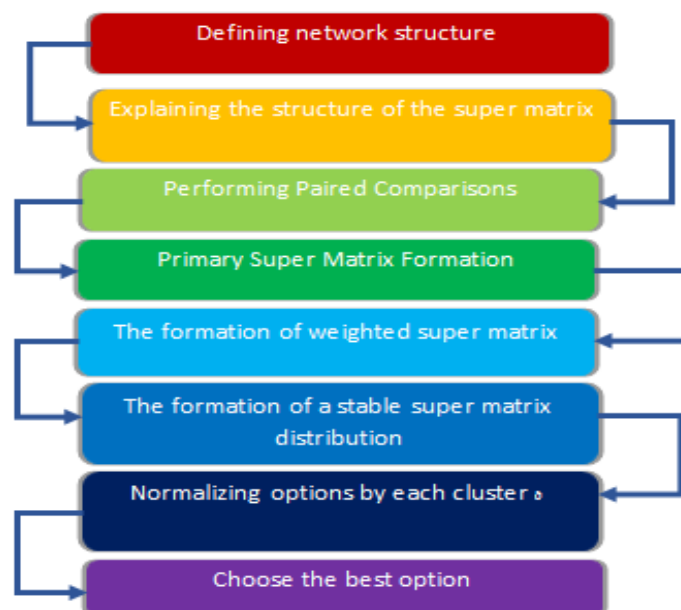 Defining network structure
Explaining the structure of the super matrix
Performing Paired Comparisons
Primary Super Matrix Formation
The formation of weighted super matrix
The formation of a stable super matrix
distribution
Normalizing options by each cluster ه
Choose the best option